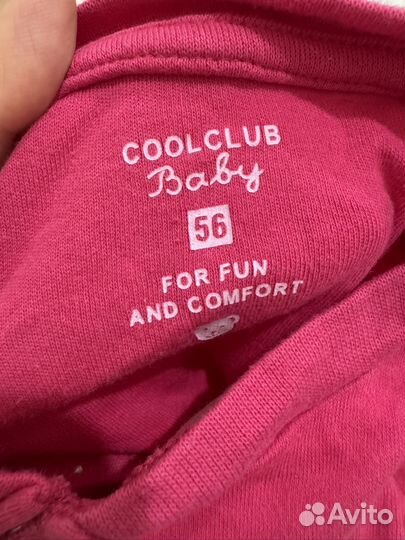 COOLCLUB
Baby
56
FOR FUN
AND COMFORT
Avito